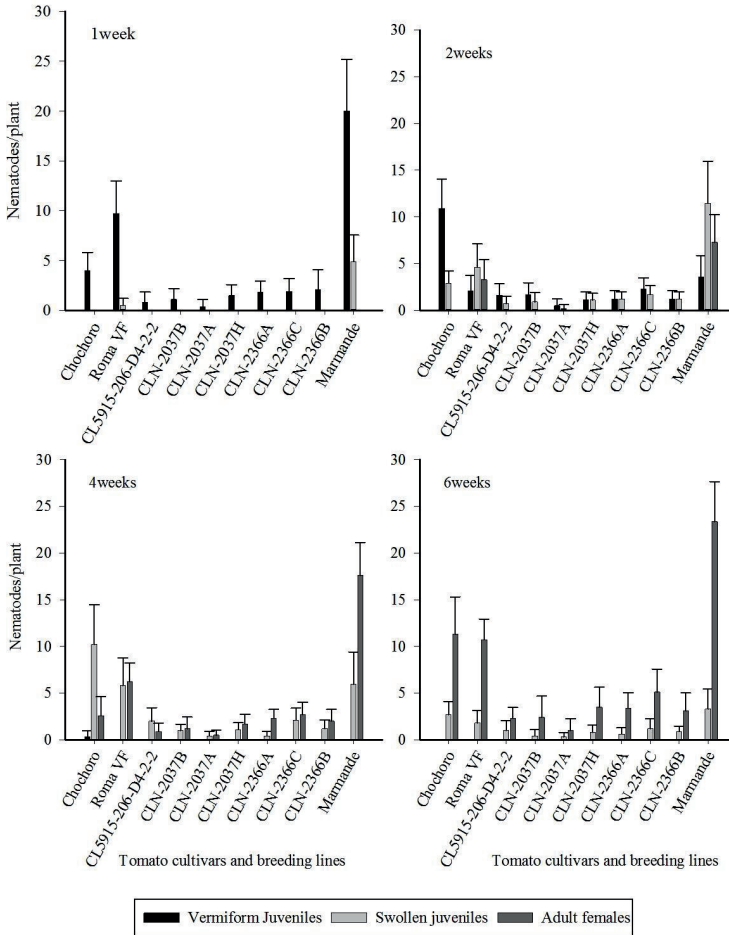 30
25
20
15
10
5
0
Nematodes/plant
1week
Chochoro
Roma VF
CL5915-206-D4-2-2
CLN-2037B
CLN-2037A
CLN-2037H
CLN-2366A
CLN-2366C
CLN-2366B
Marmande
30
25
20
15
10
5
0
2weeks
Chochoro
Roma VF
CL5915-206-D4-2-2
CLN-2037B
CLN-2037A
CLN-2037H
CLN-2366A
CLN-2366C
CLN-2366B
Marmande
30
25
20
15
10
5
0
Nematodes/plant
4weeks
Chochoro
Roma VF
CL5915-206-D4-2-2
CLN-2037B
CLN-2037A
CLN-2037H
CLN-2366A
CLN-2366C
CLN-2366B
Marmande
Tomato cultivars and breeding lines
30
25
20
15
10
5
0
6weeks
Chochoro
Roma VF
CL5915-206-D4-2-2
CLN-2037B
CLN-2037A
CLN-2037H
CLN-2366A
CLN-2366C
CLN-2366B
Marmande
Tomato cultivars and breeding lines
Vermiform Juveniles Swollen juveniles Adult females